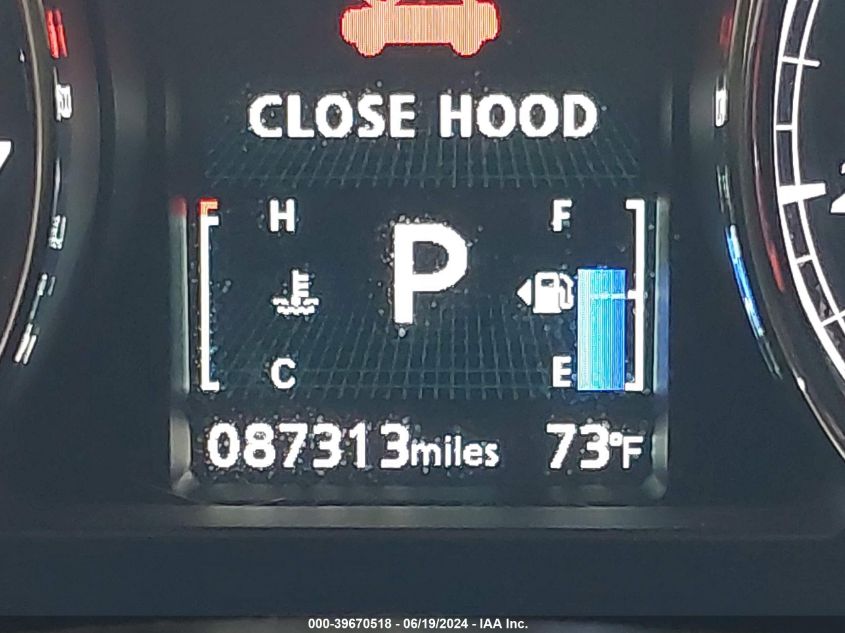 CLOSE HOOD
H F
P
C E
087313miles 73°F
000-39670518 - 06/19/2024 - IAA Inc.